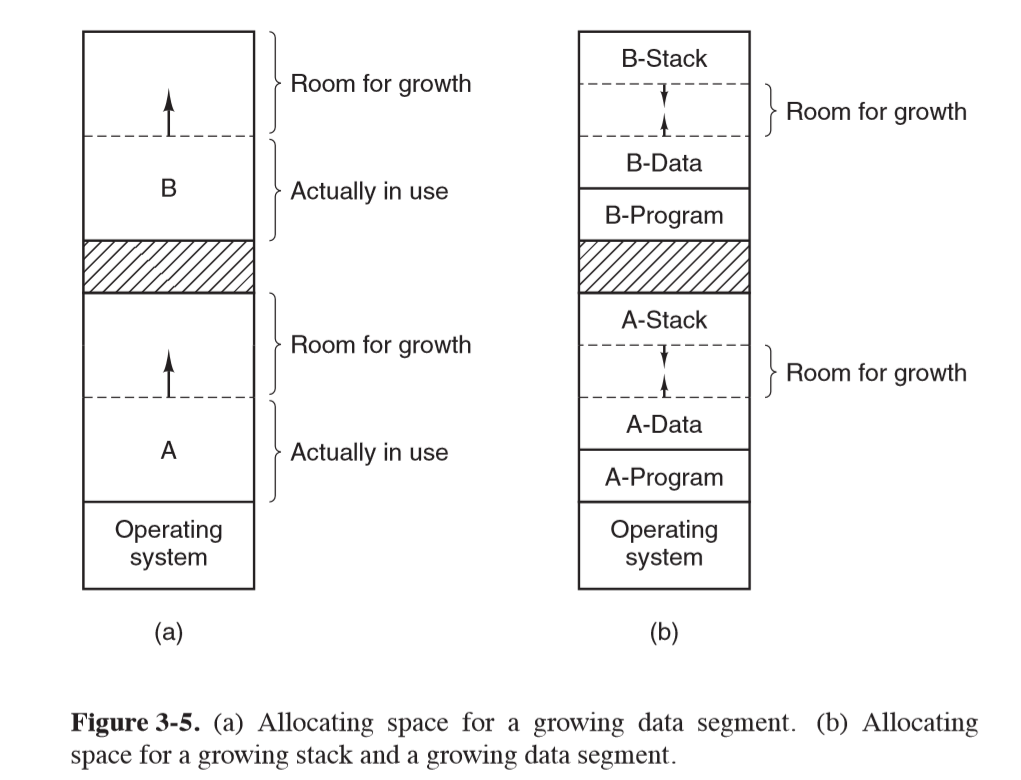 Room for growth
B
Actually in use
Room for growth
A
Actually in use
Operating
system
(a)
B-Stack
Room for growth
B-Data
B-Program
A-Stack
Room for growth
A-Data
A-Program
Operating
system
(b)
Figure 3-5. (a) Allocating space for a growing data segment. (b) Allocating
space for a growing stack and a growing data segment.